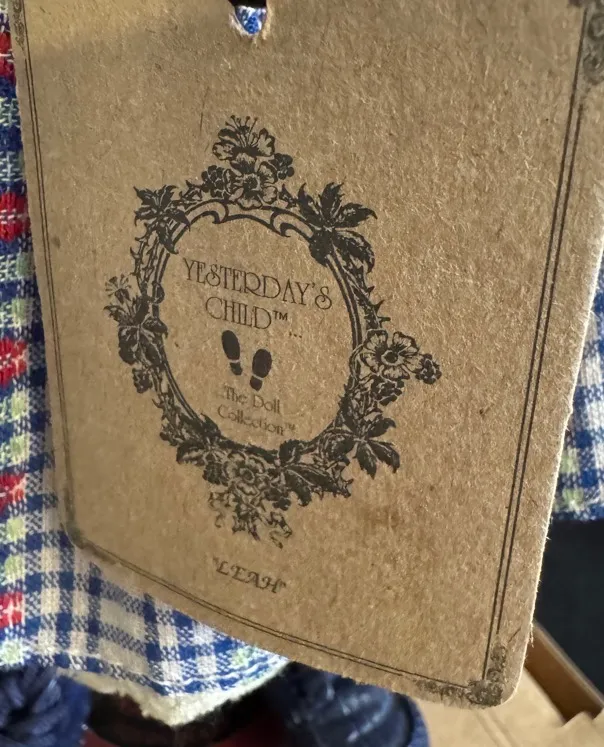 YESTERDAY'S
CHILD™...
The Doll
Collection™
"LEAH"